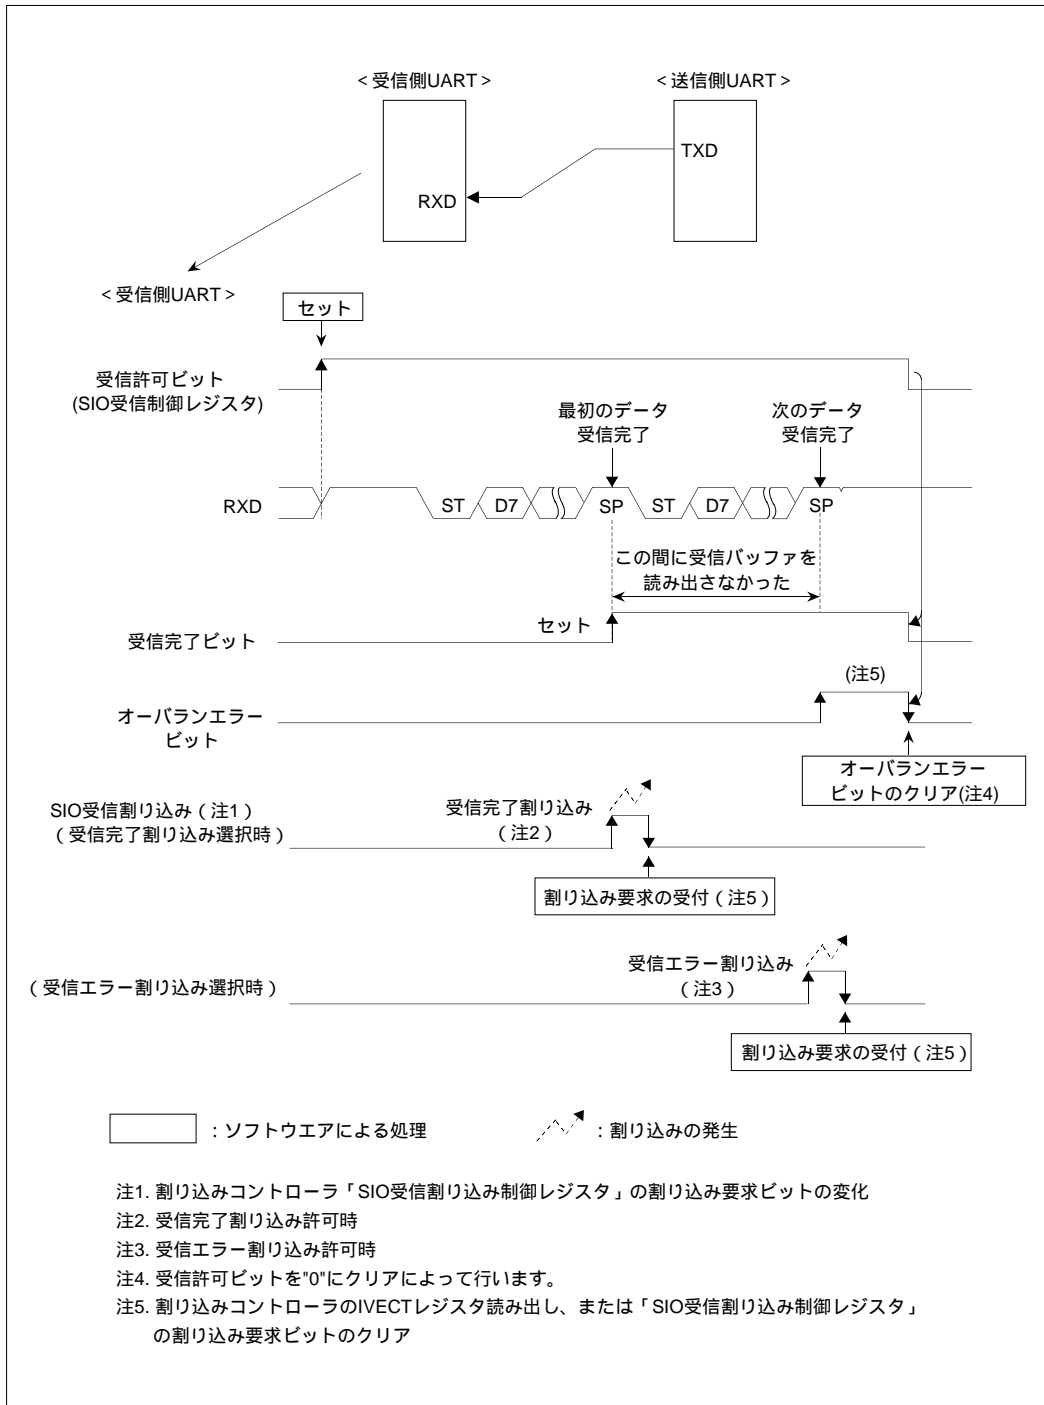 ＜受信側UART＞
＜送信側UART＞
TXD
RXD
＜受信側UART＞
セット
受信許可ビット
(SIO受信制御レジスタ)
最初のデータ
受信完了
次のデータ
受信完了
RXD
ST
D7
SP
ST
D7
SP
この間に受信バッファを
読み出さなかった
セット
受信完了ビット
(注5)
オーバランエラー
ビット
オーバランエラー
ビットのクリア(注4)
SIO受信割り込み（注1）
（受信完了割り込み選択時）
受信完了割り込み
（注2）
割り込み要求の受付（注5）
受信エラー割り込み
（注3）
（受信エラー割り込み選択時）
割り込み要求の受付（注5）
：ソフトウエアによる処理
：割り込みの発生
注1. 割り込みコントローラ「SIO受信割り込み制御レジスタ」の割り込み要求ビットの変化
注2. 受信完了割り込み許可時
注3. 受信エラー割り込み許可時
注4. 受信許可ビットを"0"にクリアによって行います。
注5. 割り込みコントローラのIVECTレジスタ読み出し、または「SIO受信割り込み制御レジスタ」
の割り込み要求ビットのクリア